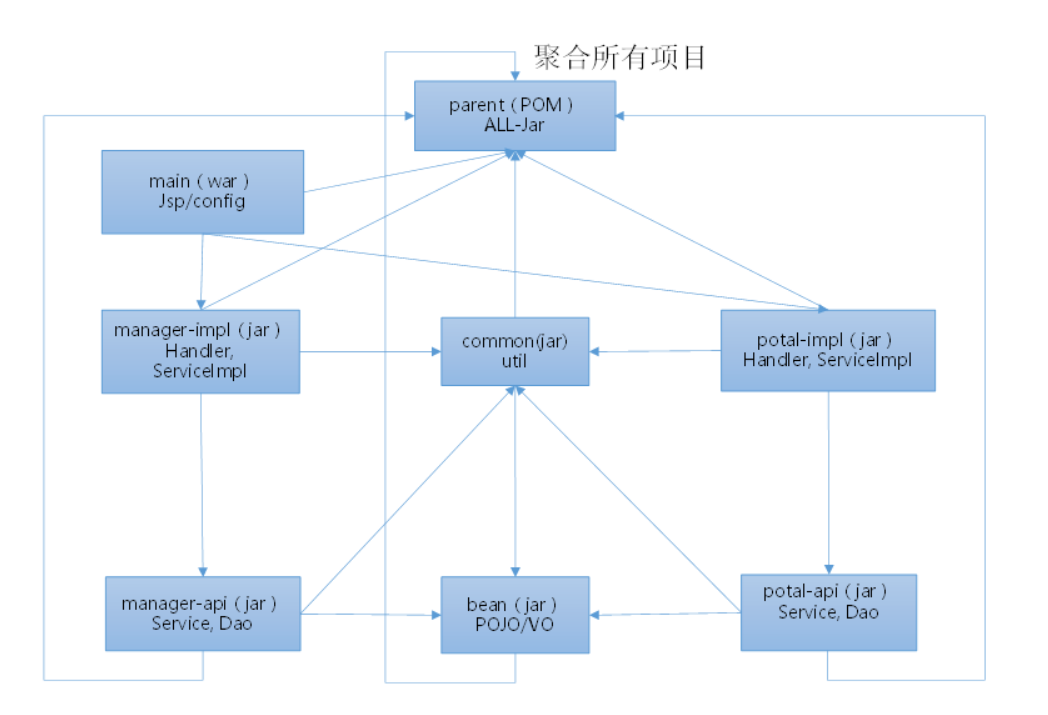 聚合所有项目
parent（POM）
ALL-Jar
main（war）
Jsp/config
manager-impl（jar）
Handler,
ServiceImpl
common(jar)
util
potal-impl（jar）
Handler, ServiceImpl
manager-api（jar）
Service, Dao
bean（jar）
POJO/VO
potal-api（jar）
Service, Dao